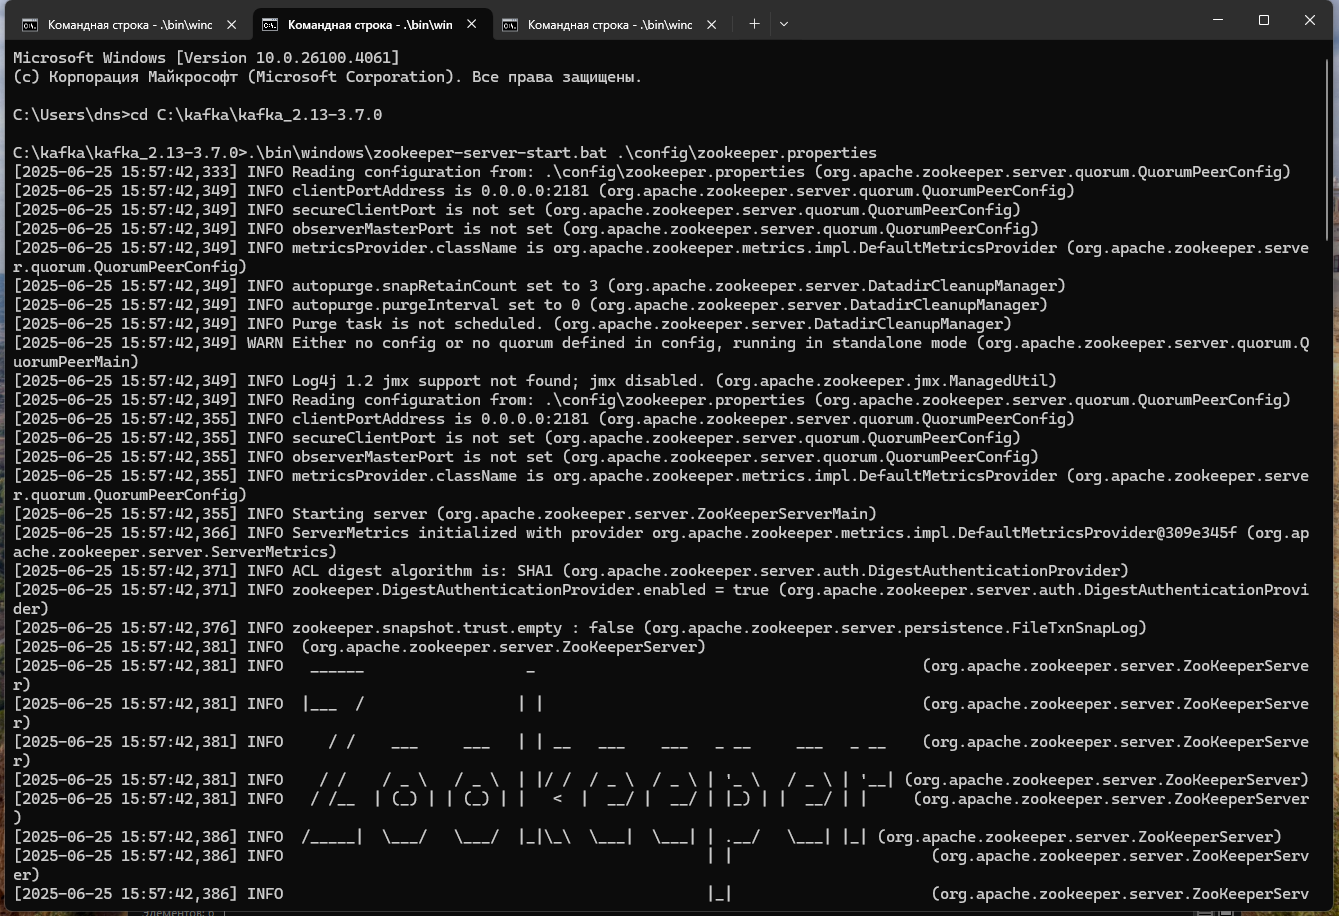 Командная строка - .\bin\winc
Командная строка - .\bin\win
Командная строка - .\bin\winc
Microsoft Windows [Version 10.0.26100.4061]
(c) Корпорация Майкрософт (Microsoft Corporation). Все права защищены.
C:\Users\dns>cd C:\kafka\kafka_2.13-3.7.0
C:\kafka\kafka_2.13-3.7.0>.\bin\windows\zookeeper-server-start.bat .\config\zookeeper.properties
[2025-06-25 15:57:42,333] INFO Reading configuration from: .\config\zookeeper.properties (org.apache.zookeeper.server.quorum.QuorumPeerConfig)
[2025-06-25 15:57:42,349] INFO clientPortAddress is 0.0.0.0:2181 (org.apache.zookeeper.server.quorum.QuorumPeerConfig)
[2025-06-25 15:57:42,349] INFO secureClientPort is not set (org.apache.zookeeper.server.quorum.QuorumPeerConfig)
[2025-06-25 15:57:42,349] INFO observerMasterPort is not set (org.apache.zookeeper.server.quorum.QuorumPeerConfig)
[2025-06-25 15:57:42,349] INFO metricsProvider.className is org.apache.zookeeper.metrics.impl.DefaultMetricsProvider (org.apache.zookeeper.serve
r.quorum.QuorumPeerConfig)
[2025-06-25 15:57:42,349] INFO autopurge.snapRetainCount set to 3 (org.apache.zookeeper.server.DatadirCleanupManager)
[2025-06-25 15:57:42,349] INFO autopurge.purgeInterval set to 0 (org.apache.zookeeper.server.DatadirCleanupManager)
[2025-06-25 15:57:42,349] INFO Purge task is not scheduled. (org.apache.zookeeper.server.DatadirCleanupManager)
[2025-06-25 15:57:42,349] WARN Either no config or no quorum defined in config, running in standalone mode (org.apache.zookeeper.server.quorum.Q
uorumPeerMain)
[2025-06-25 15:57:42,349] INFO Log4j 1.2 jmx support not found; jmx disabled. (org.apache.zookeeper.jmx.ManagedUtil)
[2025-06-25 15:57:42,349] INFO Reading configuration from: .\config\zookeeper.properties (org.apache.zookeeper.server.quorum.QuorumPeerConfig)
[2025-06-25 15:57:42,355] INFO clientPortAddress is 0.0.0.0:2181 (org.apache.zookeeper.server.quorum.QuorumPeerConfig)
[2025-06-25 15:57:42,355] INFO secureClientPort is not set (org.apache.zookeeper.server.quorum.QuorumPeerConfig)
[2025-06-25 15:57:42,355] INFO observerMasterPort is not set (org.apache.zookeeper.server.quorum.QuorumPeerConfig)
[2025-06-25 15:57:42,355] INFO metricsProvider.className is org.apache.zookeeper.metrics.impl.DefaultMetricsProvider (org.apache.zookeeper.serve
r.quorum.QuorumPeerConfig)
[2025-06-25 15:57:42,355] INFO Starting server (org.apache.zookeeper.server.ZooKeeperServerMain)
[2025-06-25 15:57:42,366] INFO ServerMetrics initialized with provider org.apache.zookeeper.metrics.impl.DefaultMetricsProvider@309e345f (org.ap
ache.zookeeper.server.ServerMetrics)
[2025-06-25 15:57:42,371] INFO ACL digest algorithm is: SHA1 (org.apache.zookeeper.server.auth.DigestAuthenticationProvider)
[2025-06-25 15:57:42,371] INFO zookeeper.DigestAuthenticationProvider.enabled = true (org.apache.zookeeper.server.auth.DigestAuthenticationProvi
der)
[2025-06-25 15:57:42,376] INFO zookeeper.snapshot.trust.empty : false (org.apache.zookeeper.server.persistence.FileTxnSnapLog)
[2025-06-25 15:57:42,381] INFO  (org.apache.zookeeper.server.ZooKeeperServer)
[2025-06-25 15:57:42,381] INFO   ______                  _                                           (org.apache.zookeeper.server.ZooKeeperServe
r)
[2025-06-25 15:57:42,381] INFO  |___  /                 | |                                          (org.apache.zookeeper.server.ZooKeeperServe
r)
[2025-06-25 15:57:42,381] INFO     / /    ___     ___   | | __   ___    ___   _ __     ___   _ __    (org.apache.zookeeper.server.ZooKeeperServe
r)
[2025-06-25 15:57:42,381] INFO    / /    / _ \   / _ \  | |/ /  / _ \  / _ \ | '_ \   / _ \ | '__| (org.apache.zookeeper.server.ZooKeeperServer)
[2025-06-25 15:57:42,381] INFO   / /__  | (_) | | (_) | |   <  |  __/ |  __/ | |_) | |  __/ | |     (org.apache.zookeeper.server.ZooKeeperServer
)
[2025-06-25 15:57:42,386] INFO  /_____|  \___/   \___/  |_|\_\  \___|  \___| | .__/   \___| |_| (org.apache.zookeeper.server.ZooKeeperServer)
[2025-06-25 15:57:42,386] INFO                                               | |                      (org.apache.zookeeper.server.ZooKeeperServ
er)
[2025-06-25 15:57:42,386] INFO                                               |_|                      (org.apache.zookeeper.server.ZooKeeperServ